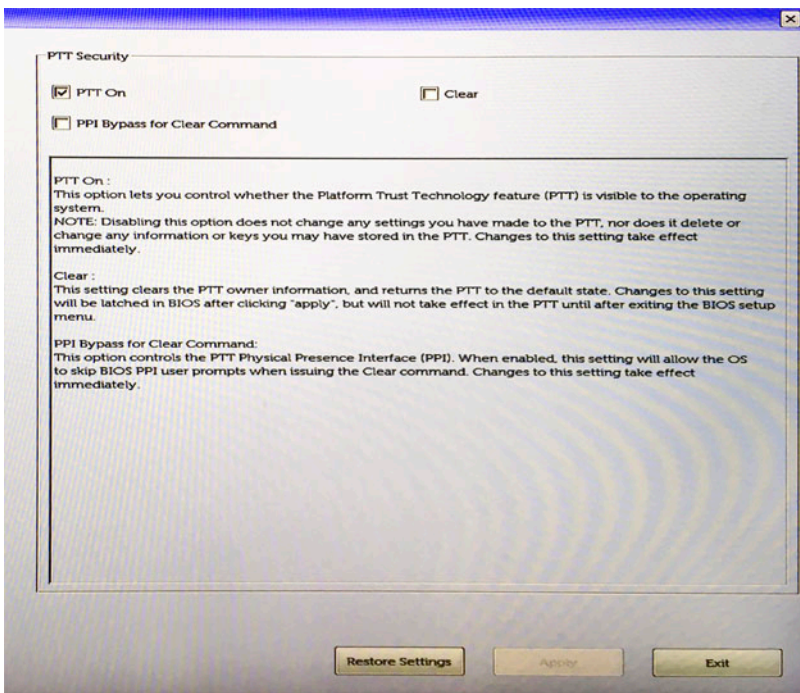 PTT Security
PTT On
Clear
PPI Bypass for Clear Command
PTT On :
This option lets you control whether the Platform Trust Technology feature (PTT) is visible to the operating
system.
NOTE: Disabling this option does not change any settings you have made to the PTT, nor does it delete or
change any information or keys you may have stored in the PTT. Changes to this setting take effect
immediately.
Clear :
This setting clears the PTT owner information, and returns the PTT to the default state. Changes to this setting
will be latched in BIOS after clicking "apply", but will not take effect in the PTT until after exiting the BIOS setup
menu.
PPI Bypass for Clear Command:
This option controls the PTT Physical Presence Interface (PPI). When enabled, this setting will allow the OS
to skip BIOS PPI user prompts when issuing the Clear command. Changes to this setting take effect
immediately.
Restore Settings
Apply
Exit